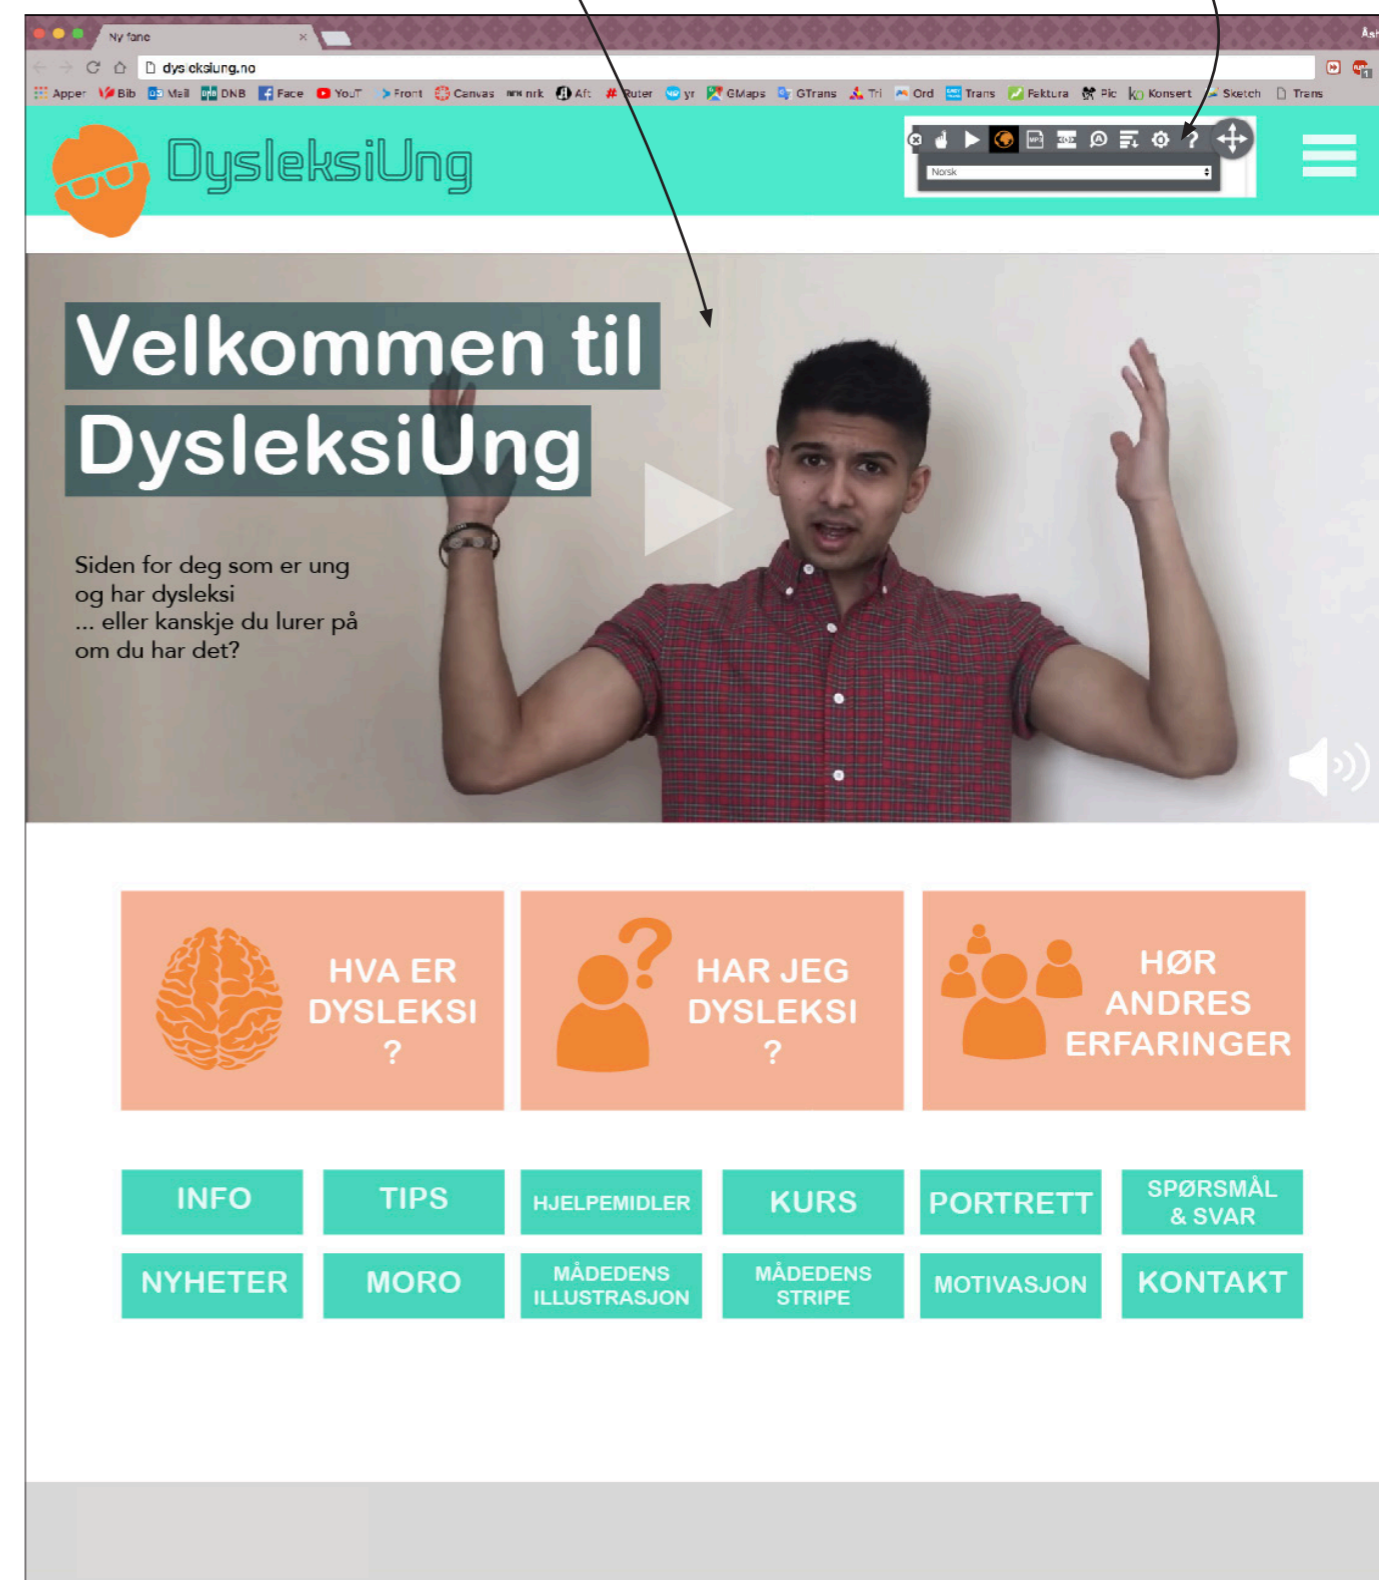 Ny fane
dysleksiung.no
Apper Bib Mail DNB Face YouT Front Canvas nrk nrk Aft Ruter yr GMaps GTrans Tri Ord Trans Faktura Pic Konsert Sketch Trans
DysleksiUng
MP3
Norsk
Velkommen til
DysleksiUng
Siden for deg som er ung
og har dysleksi
... eller kanskje du lurer på
om du har det?
HVA ER
DYSLEKSI
?
HAR JEG
DYSLEKSI
?
HØR
ANDRES
ERFARINGER
INFO
TIPS
HJELPEMIDLER
KURS
PORTRETT
SPØRSMÅL
& SVAR
NYHETER
MORO
MÅDEDENS
ILLUSTRASJON
MÅDEDENS
STRIPE
MOTIVASJON
KONTAKT